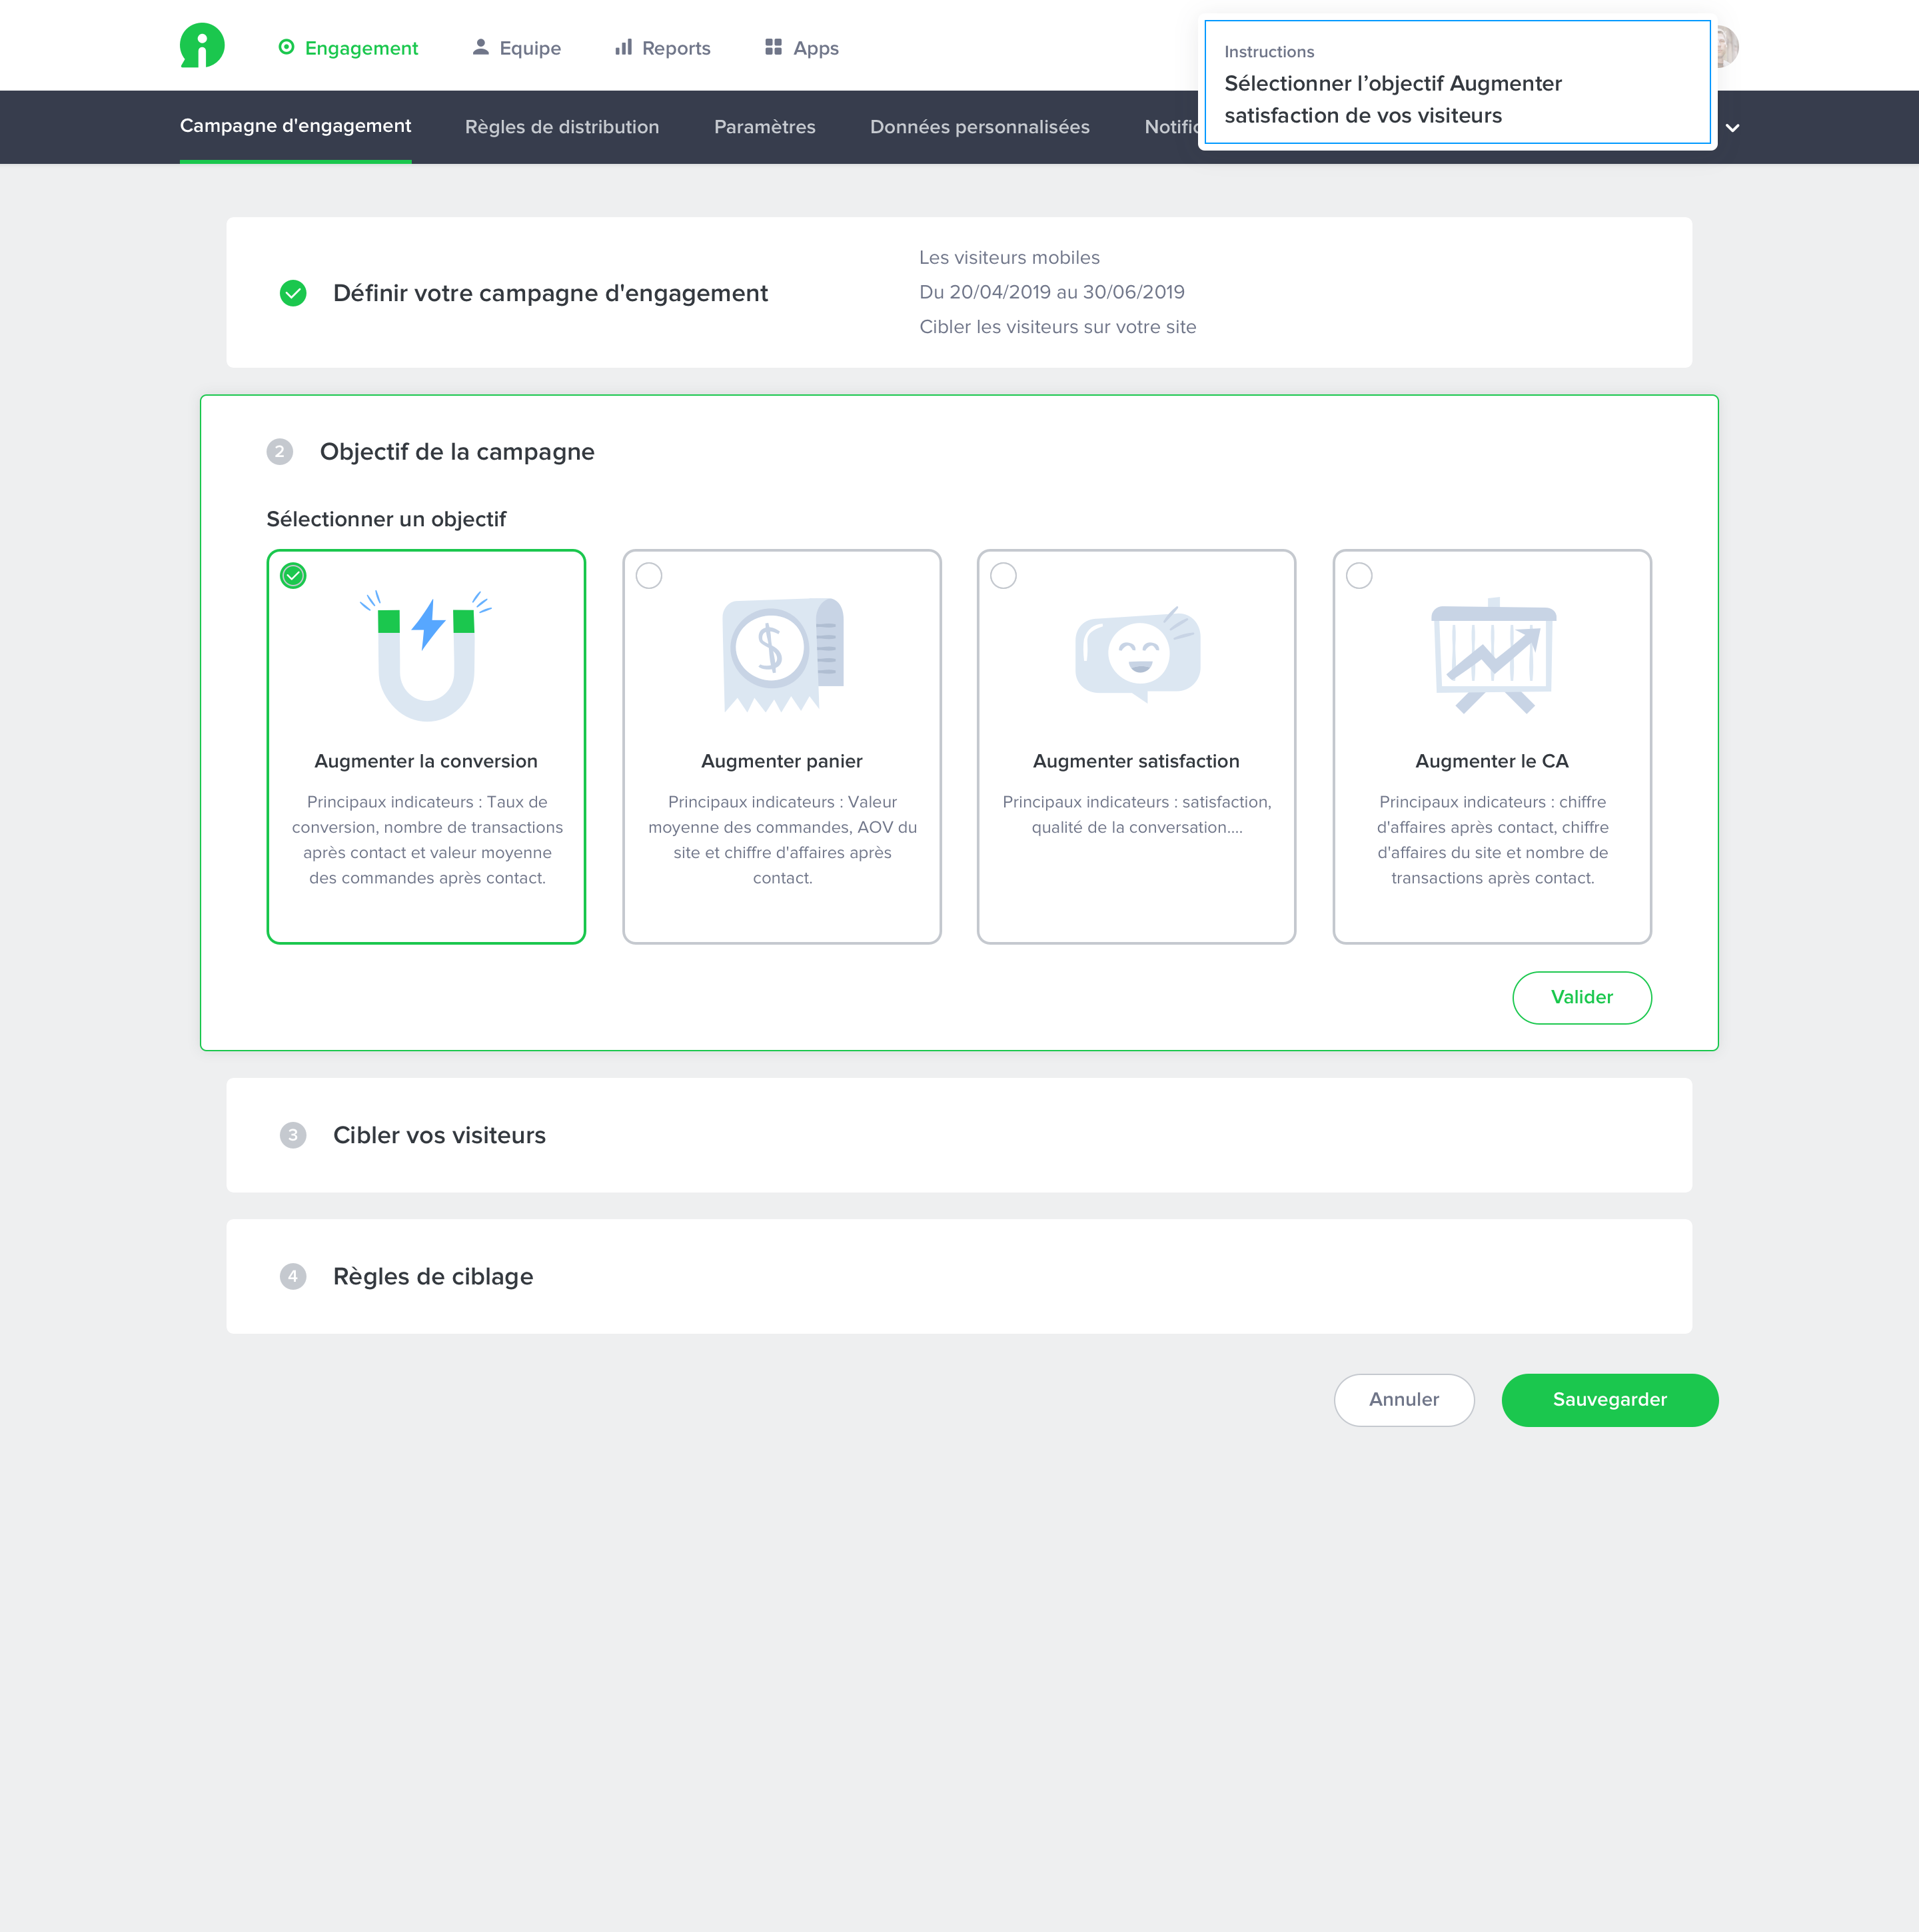 Engagement
Equipe
Reports
Apps
Instructions
Sélectionner l’objectif Augmenter
satisfaction de vos visiteurs
Campagne d'engagement
Règles de distribution
Paramètres
Données personnalisées
Définir votre campagne d'engagement
Les visiteurs mobiles
Du 20/04/2019 au 30/06/2019
Cibler les visiteurs sur votre site
2
Objectif de la campagne
Sélectionner un objectif
$
Augmenter la conversion
Principaux indicateurs : Taux de
conversion, nombre de transactions
après contact et valeur moyenne
des commandes après contact.
Augmenter panier
Principaux indicateurs : Valeur
moyenne des commandes, AOV du
site et chiffre d'affaires après
contact.
Augmenter satisfaction
Principaux indicateurs : satisfaction,
qualité de la conversation....
Augmenter le CA
Principaux indicateurs : chiffre
d'affaires après contact, chiffre
d'affaires du site et nombre de
transactions après contact.
Valider
3
Cibler vos visiteurs
4
Règles de ciblage
Annuler
Sauvegarder